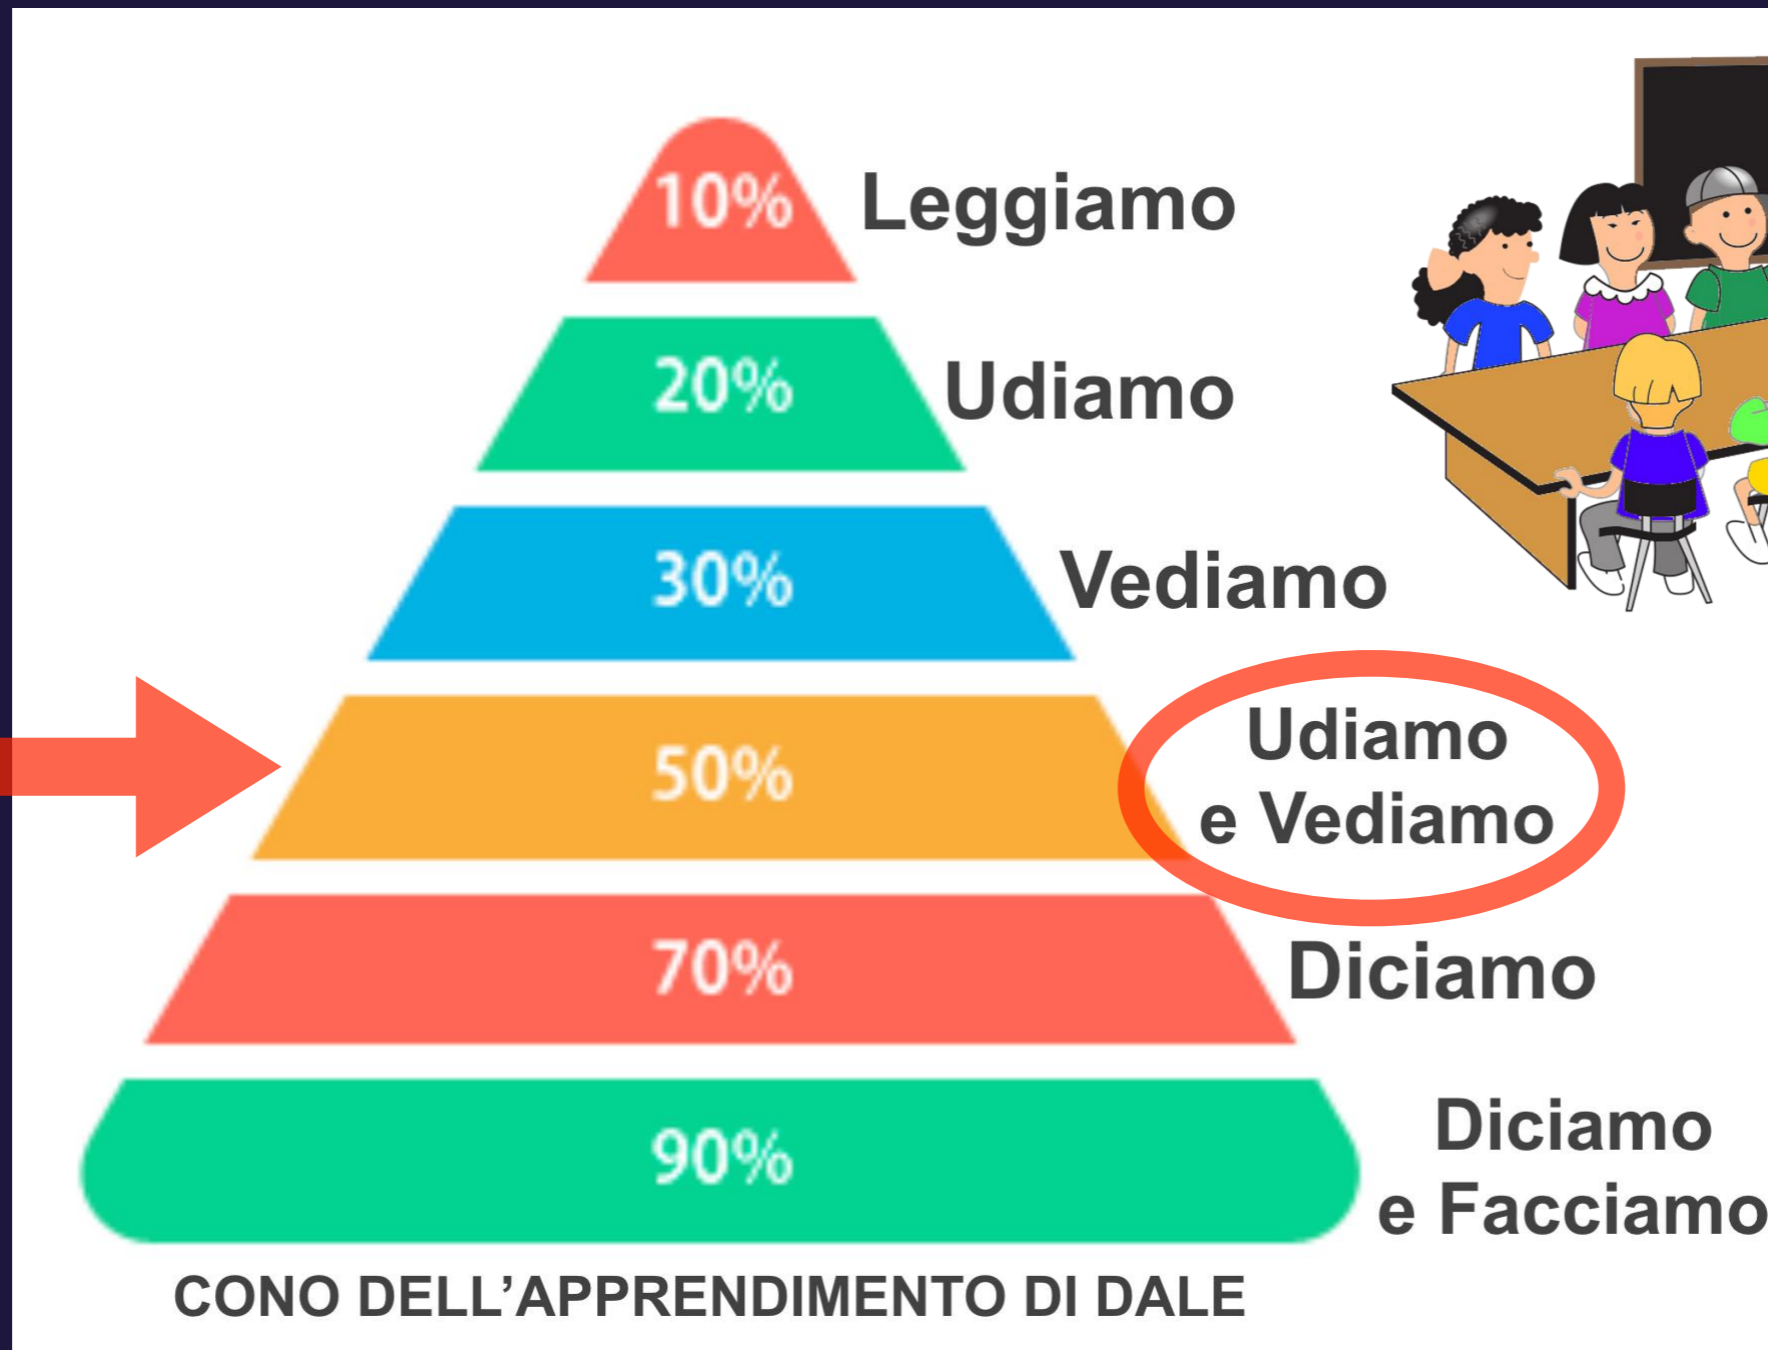 10% Leggiamo
20% Udiamo
30% Vediamo
50% Udiamo
e Vediamo
70% Diciamo
90% Diciamo
e Facciamo
CONO DELL’APPRENDIMENTO DI DALE